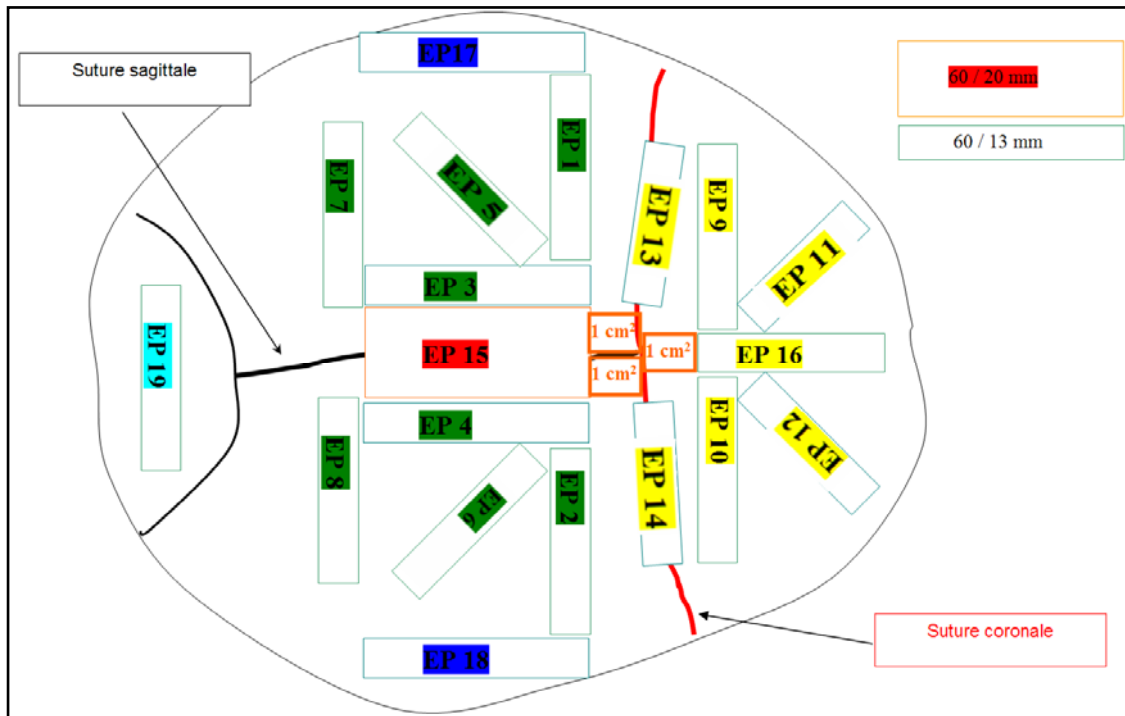 EP17
Suture sagittale
60 / 20 mm
60 / 13 mm
EP 1
EP 7
EP 5
EP 13
EP 9
EP 11
EP 3
1 cm²
EP 15
1 cm²
EP 16
1 cm²
EP 19
EP 4
EP 8
EP 6
EP 2
EP 14
EP 10
EP 12
Suture coronale
EP 18